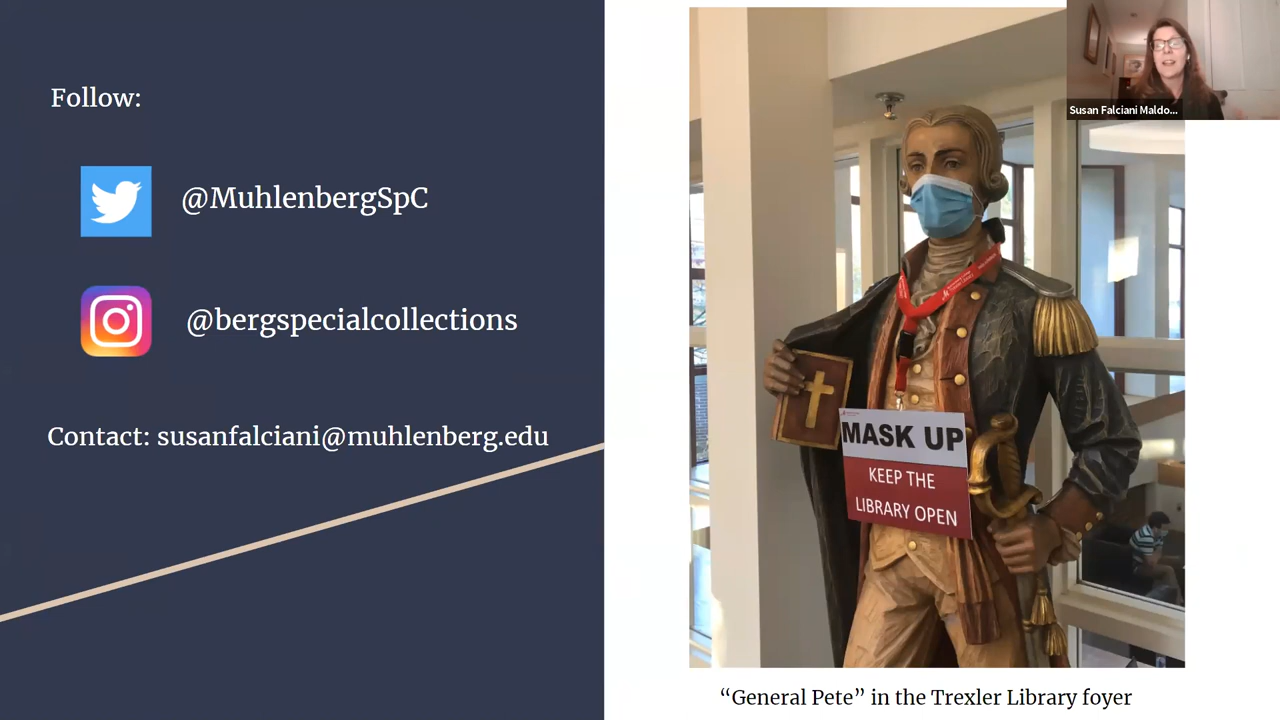 Follow:
@MuhlenbergSpC
@bergspecialcollections
Contact: susanfalciani@muhlenberg.edu
Susan Falciani Maldo...
MASK UP
KEEP THE
LIBRARY OPEN
“General Pete” in the Trexler Library foyer